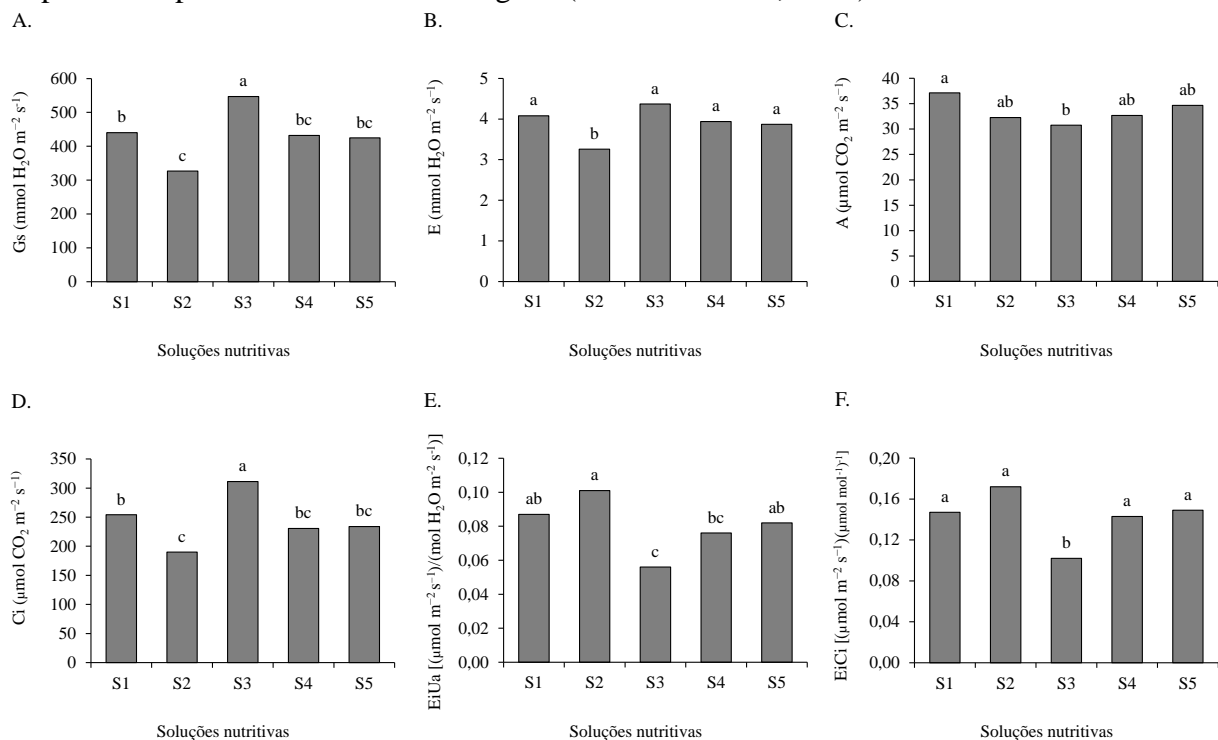 A.
B.
C.
Gs (mmol H₂O m⁻² s⁻¹)
600
500
400
300
200
100
0
b
c
a
bc
bc
S1 S2 S3 S4 S5
Soluções nutritivas
E (mmol H₂O m⁻² s⁻¹)
5
4
3
2
1
0
a
b
a
a
a
S1 S2 S3 S4 S5
Soluções nutritivas
A (µmol CO₂ m⁻² s⁻¹)
40
35
30
25
20
15
10
5
0
a
ab
b
ab
ab
S1 S2 S3 S4 S5
Soluções nutritivas
D.
E.
F.
Ci (µmol CO₂ m⁻² s⁻¹)
350
300
250
200
150
100
50
0
b
c
a
bc
bc
S1 S2 S3 S4 S5
Soluções nutritivas
EiUa [(µmol m⁻² s⁻¹)/(mol H₂O m⁻² s⁻¹)]
0,12
0,10
0,08
0,06
0,04
0,02
0,00
ab
a
c
bc
ab
S1 S2 S3 S4 S5
Soluções nutritivas
EiCi [(µmol m⁻² s⁻¹)(µmol mol⁻¹)⁻¹]
0,20
0,16
0,12
0,08
0,04
0,00
a
a
b
a
a
S1 S2 S3 S4 S5
Soluções nutritivas